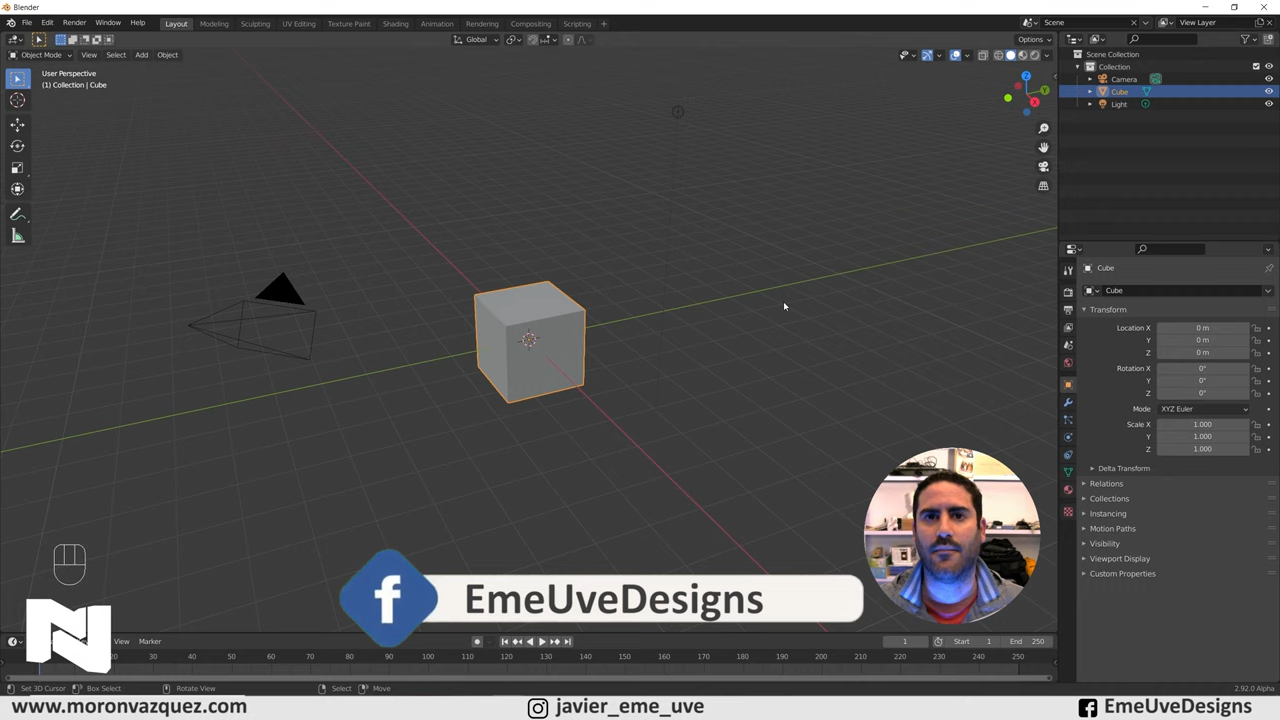 Blender
File Edit Render Window Help Layout Modeling Sculpting UV Editing Texture Paint Shading Animation Rendering Compositing Scripting + Scene View Layer
Global Options
Object Mode View Select Add Object
User Perspective
(1) Collection | Cube
Z
Y
X
Scene Collection
Collection
Camera
Cube
Light
Cube
Cube
Transform
Location X 0 m
Y 0 m
Z 0 m
Rotation X 0°
Y 0°
Z 0°
Mode XYZ Euler
Scale X 1.000
Y 1.000
Z 1.000
Delta Transform
Relations
Collections
Instancing
Motion Paths
Visibility
Viewport Display
Custom Properties
f EmeUveDesigns
N
View Marker 1 Start 1 End 250
20 30 40 50 60 70 80 90 100 110 120 130 140 150 160 170 180 190 200 210 220 230 240 250
Set 3D Cursor Box Select Rotate View Select Move 2.92.0 Alpha
www.moronvazquez.com javier_eme_uve f EmeUveDesigns